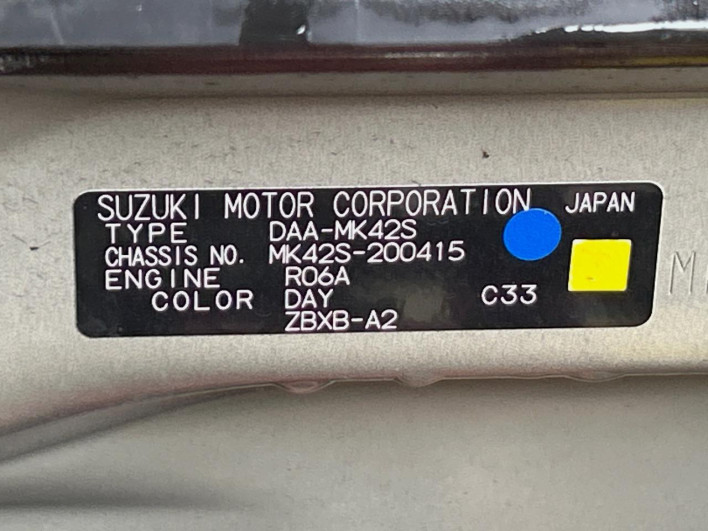 SUZUKI MOTOR CORPORATION JAPAN
TYPE DAA-MK42S
CHASSIS NO. MK42S-200415
ENGINE R06A
COLOR DAY C33
ZBXB-A2